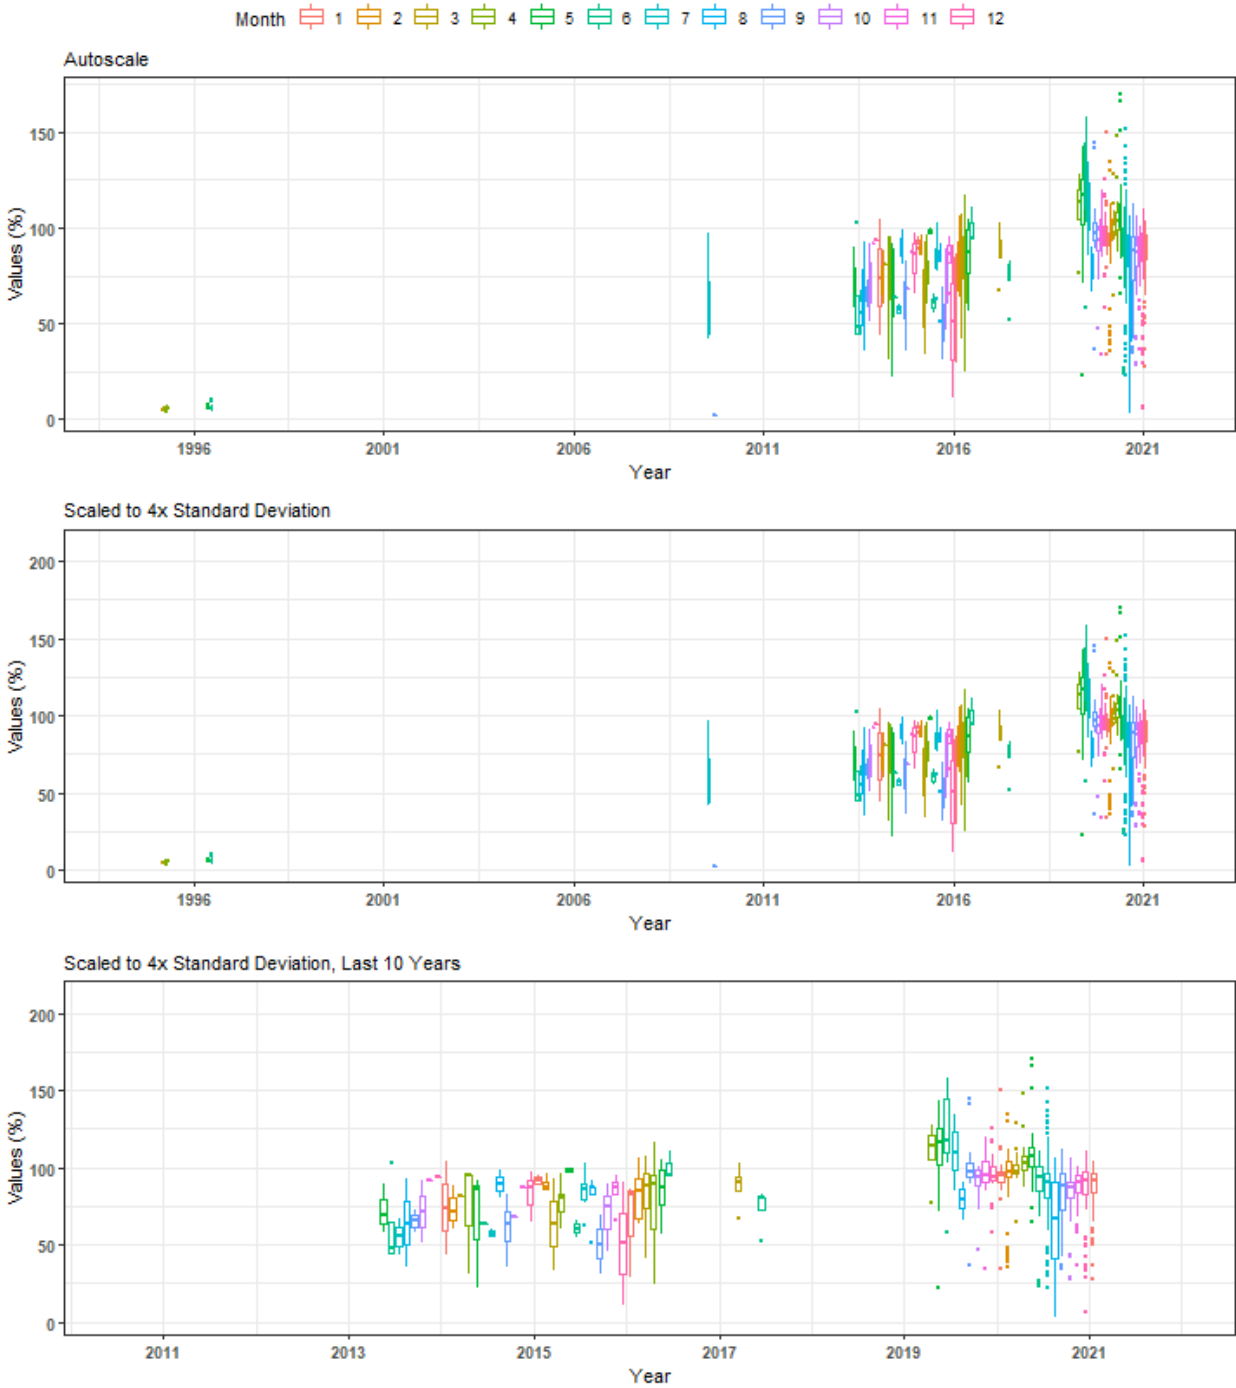 Month 1 2 3 4 5 6 7 8 9 10 11 12
Autoscale
150
100
50
0
Values (%)
1996 2001 2006 2011 2016 2021
Year
Scaled to 4x Standard Deviation
200
150
100
50
0
Values (%)
1996 2001 2006 2011 2016 2021
Year
Scaled to 4x Standard Deviation, Last 10 Years
200
150
100
50
0
Values (%)
2011 2013 2015 2017 2019 2021
Year